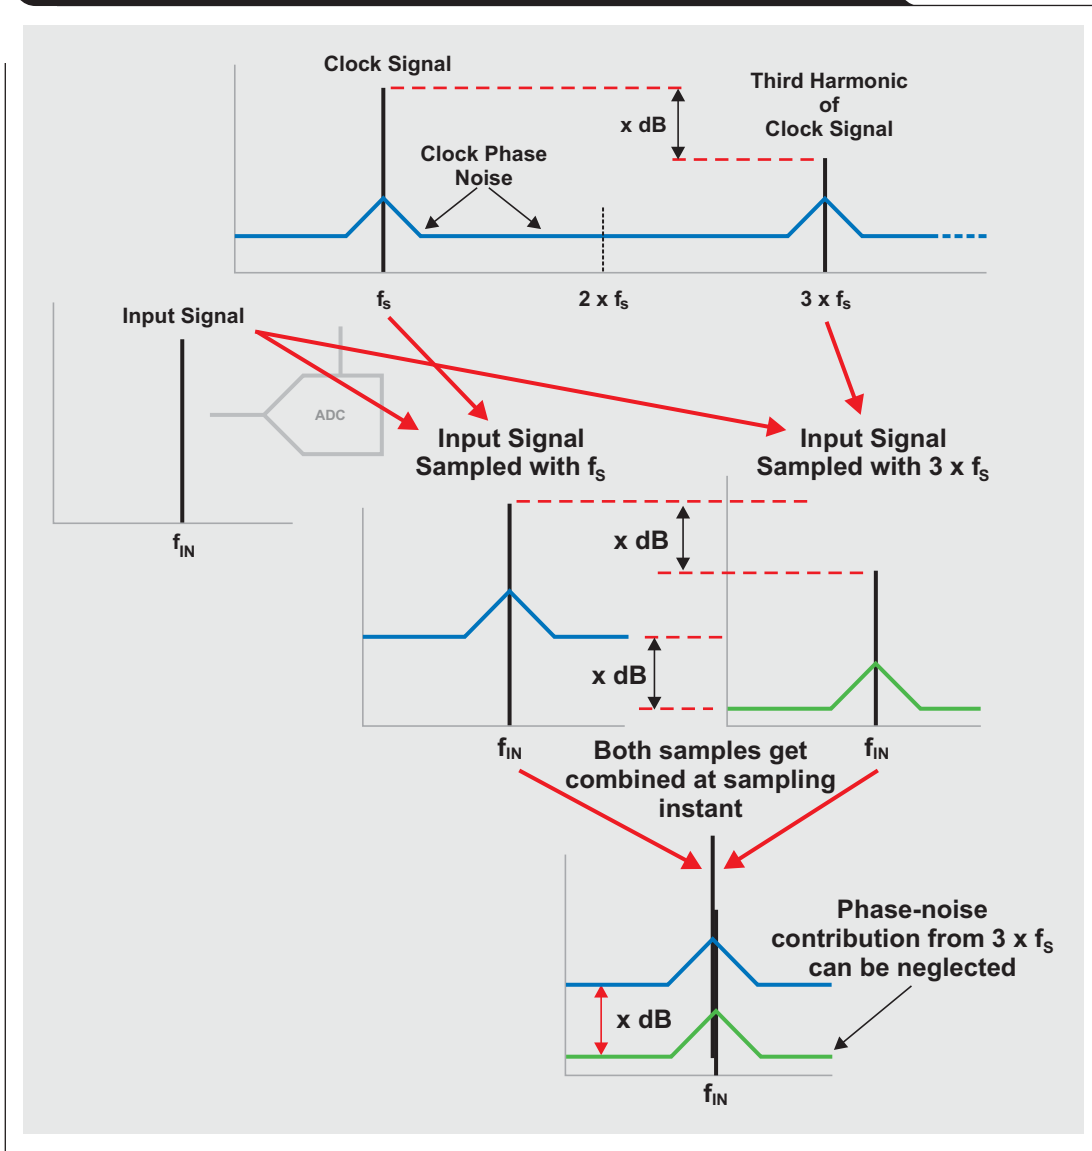 Clock Signal
x dB
Third Harmonic
of
Clock Signal
Clock Phase
Noise
fs
2 x fs
3 x fs
Input Signal
ADC
fIN
Input Signal
Sampled with fS
Input Signal
Sampled with 3 x fS
x dB
x dB
fIN
fIN
Both samples get
combined at sampling
instant
Phase-noise
contribution from 3 x fS
can be neglected
x dB
fIN